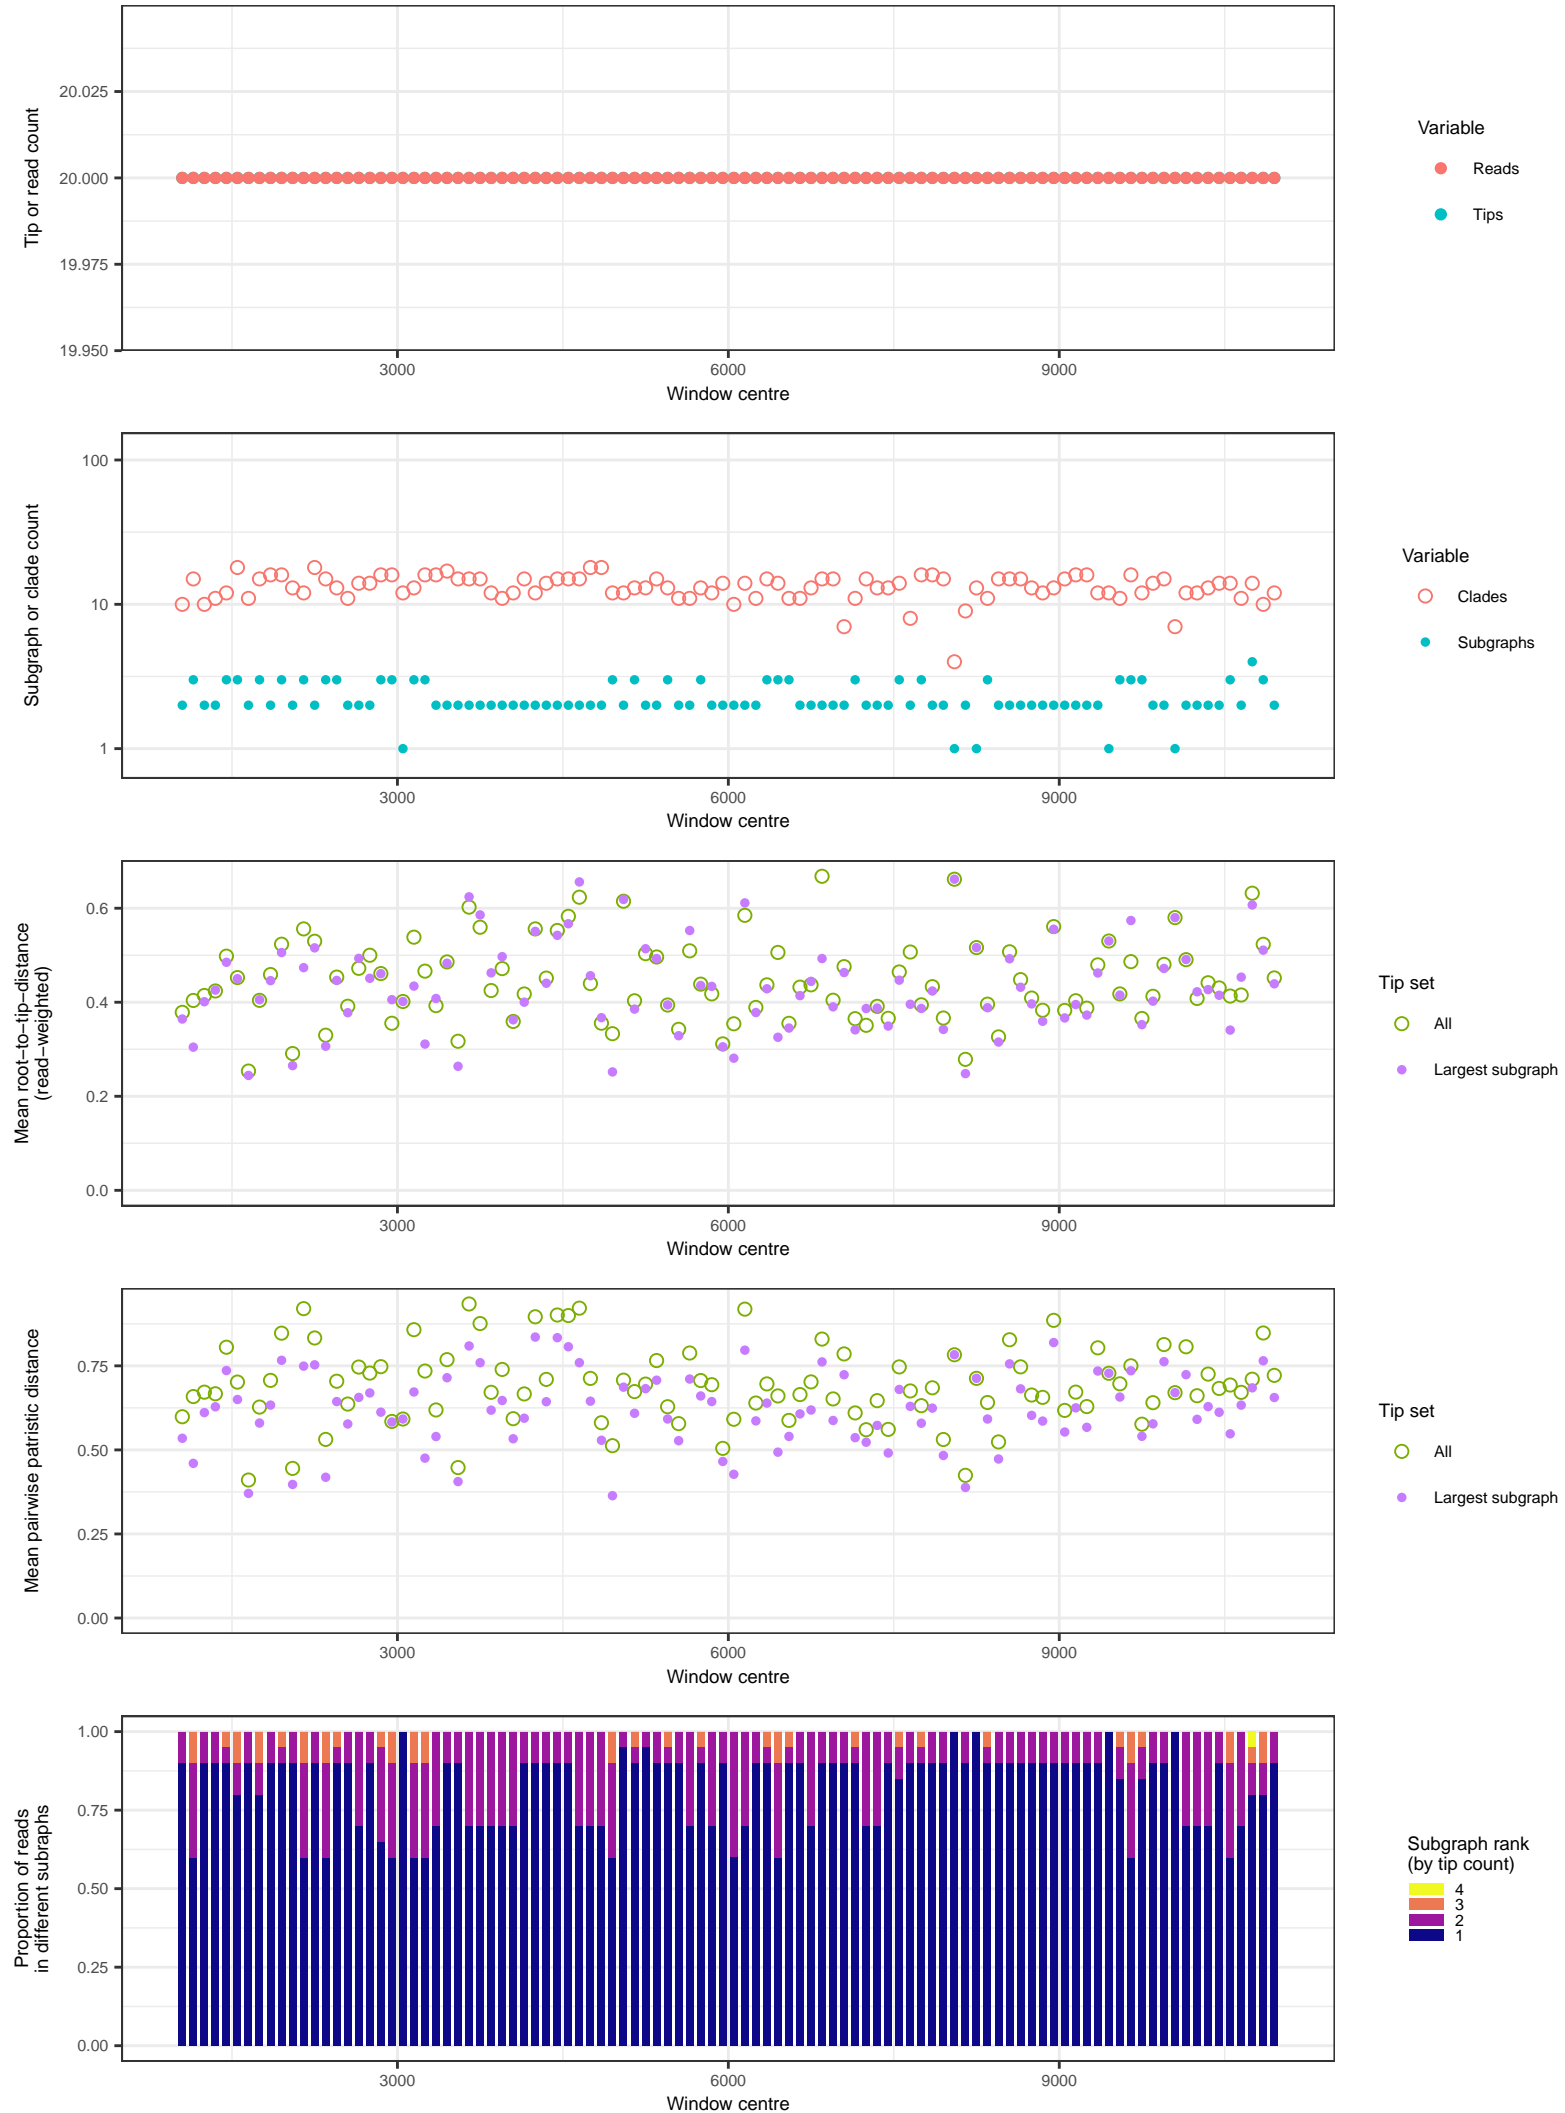 20.025
20.000
19.975
19.950
Tip or read count
3000
6000
9000
Window centre
Variable
Reads
Tips
100
10
1
Subgraph or clade count
3000
6000
9000
Window centre
Variable
Clades
Subgraphs
0.6
0.4
0.2
0.0
Mean root−to−tip−distance
(read−weighted)
3000
6000
9000
Window centre
Tip set
All
Largest subgraph
0.75
0.50
0.25
0.00
Mean pairwise patristic distance
3000
6000
9000
Window centre
Tip set
All
Largest subgraph
1.00
0.75
0.50
0.25
0.00
Proportion of reads
in different subraphs
3000
6000
9000
Window centre
Subgraph rank
(by tip count)
4
3
2
1